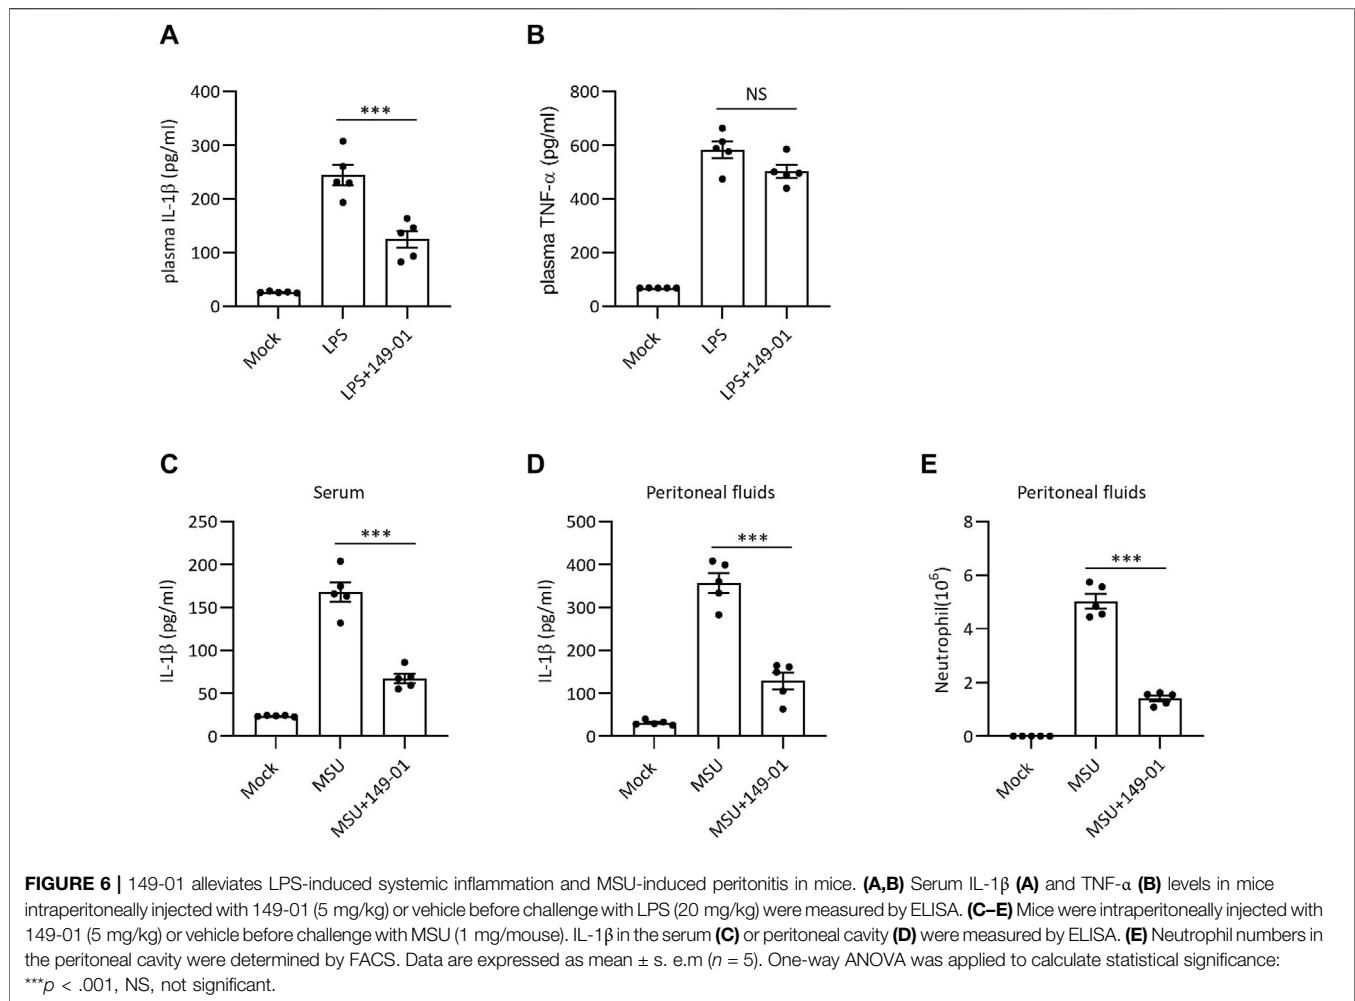 A
plasma IL-1β (pg/ml)
400
300
200
100
0
***
Mock
LPS
LPS+149-01
B
plasma TNF-α (pg/ml)
800
600
400
200
0
NS
Mock
LPS
LPS+149-01
C
Serum
IL-1β (pg/ml)
250
200
150
100
50
0
***
Mock
MSU
MSU+149-01
D
Peritoneal fluids
IL-1β (pg/ml)
500
400
300
200
100
0
***
Mock
MSU
MSU+149-01
E
Peritoneal fluids
Neutrophil(10⁶)
8
6
4
2
0
***
Mock
MSU
MSU+149-01
FIGURE 6 | 149-01 alleviates LPS-induced systemic inflammation and MSU-induced peritonitis in mice. (A,B) Serum IL-1β (A) and TNF-α (B) levels in mice
intraperitoneally injected with 149-01 (5 mg/kg) or vehicle before challenge with LPS (20 mg/kg) were measured by ELISA. (C–E) Mice were intraperitoneally injected with
149-01 (5 mg/kg) or vehicle before challenge with MSU (1 mg/mouse). IL-1β in the serum (C) or peritoneal cavity (D) were measured by ELISA. (E) Neutrophil numbers in
the peritoneal cavity were determined by FACS. Data are expressed as mean ± s. e.m (n = 5). One-way ANOVA was applied to calculate statistical significance:
***p < .001, NS, not significant.